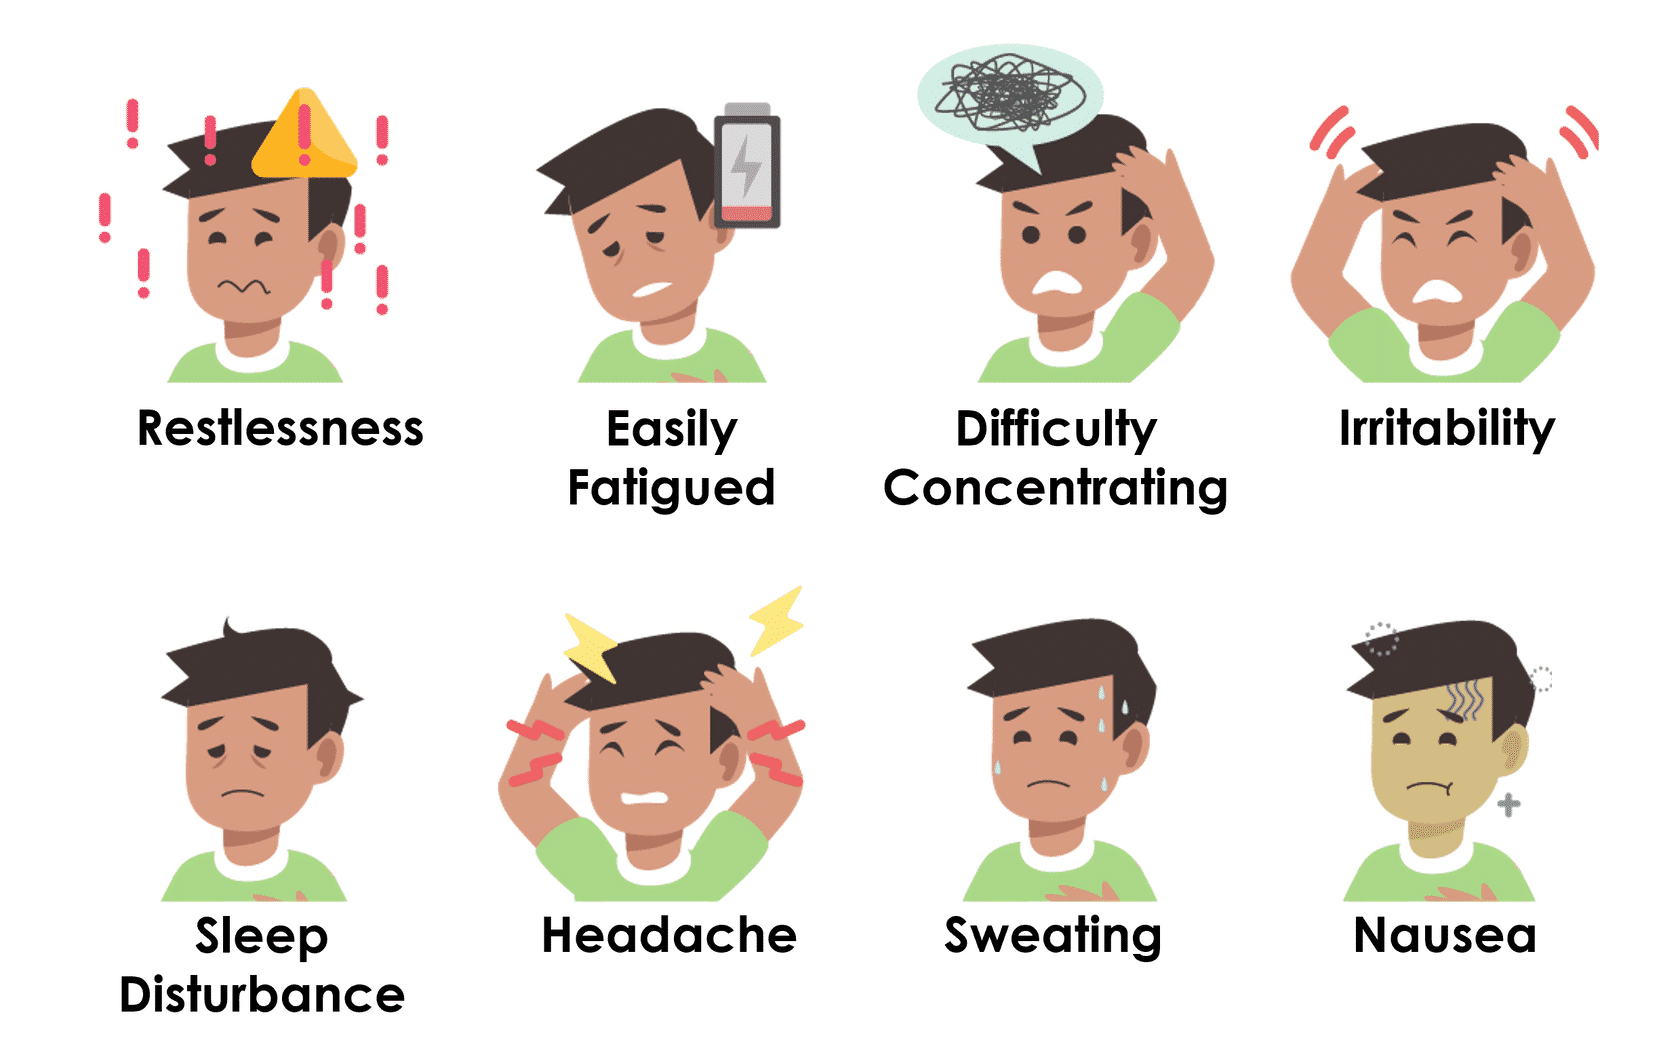 Restlessness
Easily
Fatigued
Difficulty
Concentrating
Irritability
Sleep
Disturbance
Headache
Sweating
Nausea